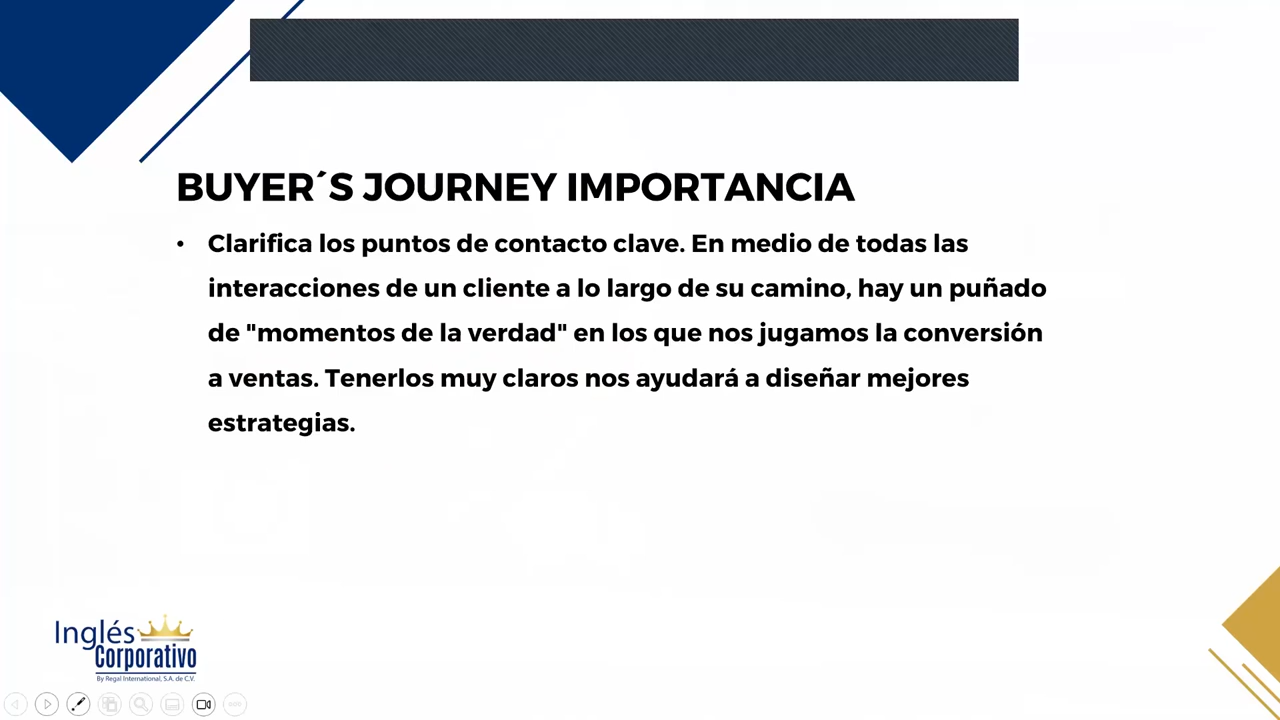 BUYER´S JOURNEY IMPORTANCIA
• Clarifica los puntos de contacto clave. En medio de todas las
interacciones de un cliente a lo largo de su camino, hay un puñado
de "momentos de la verdad" en los que nos jugamos la conversión
a ventas. Tenerlos muy claros nos ayudará a diseñar mejores
estrategias.
Inglés
Corporativo
By Regal International, S.A. de C.V.